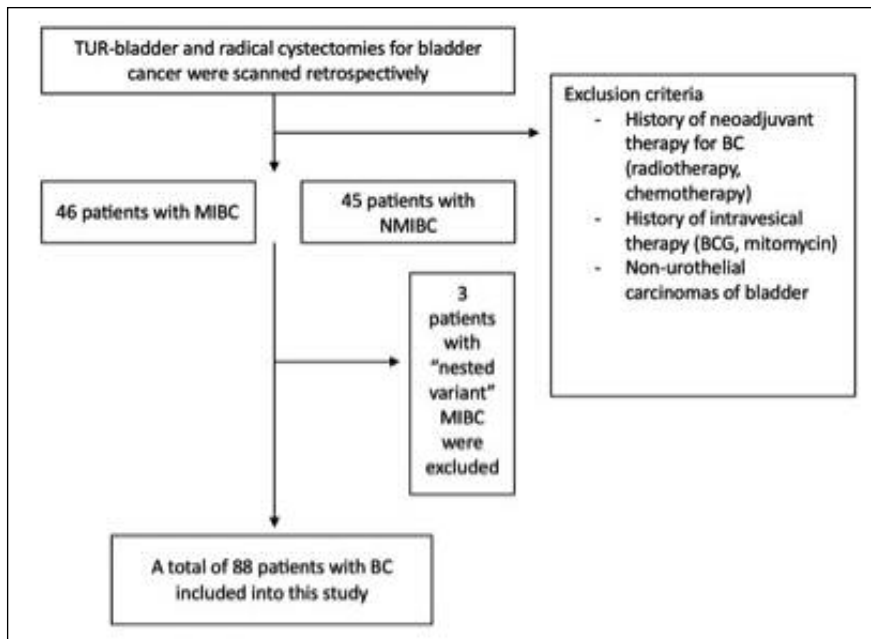 TUR-bladder and radical cystectomies for bladder
cancer were scanned retrospectively
Exclusion criteria
- History of neoadjuvant
therapy for BC
(radiotherapy,
chemotherapy)
- History of intravesical
therapy (BCG, mitomycin)
- Non-urothelial
carcinomas of bladder
46 patients with MIBC
45 patients with
NMIBC
3
patients
with
“nested
variant”
MIBC
were
excluded
A total of 88 patients with BC
included into this study